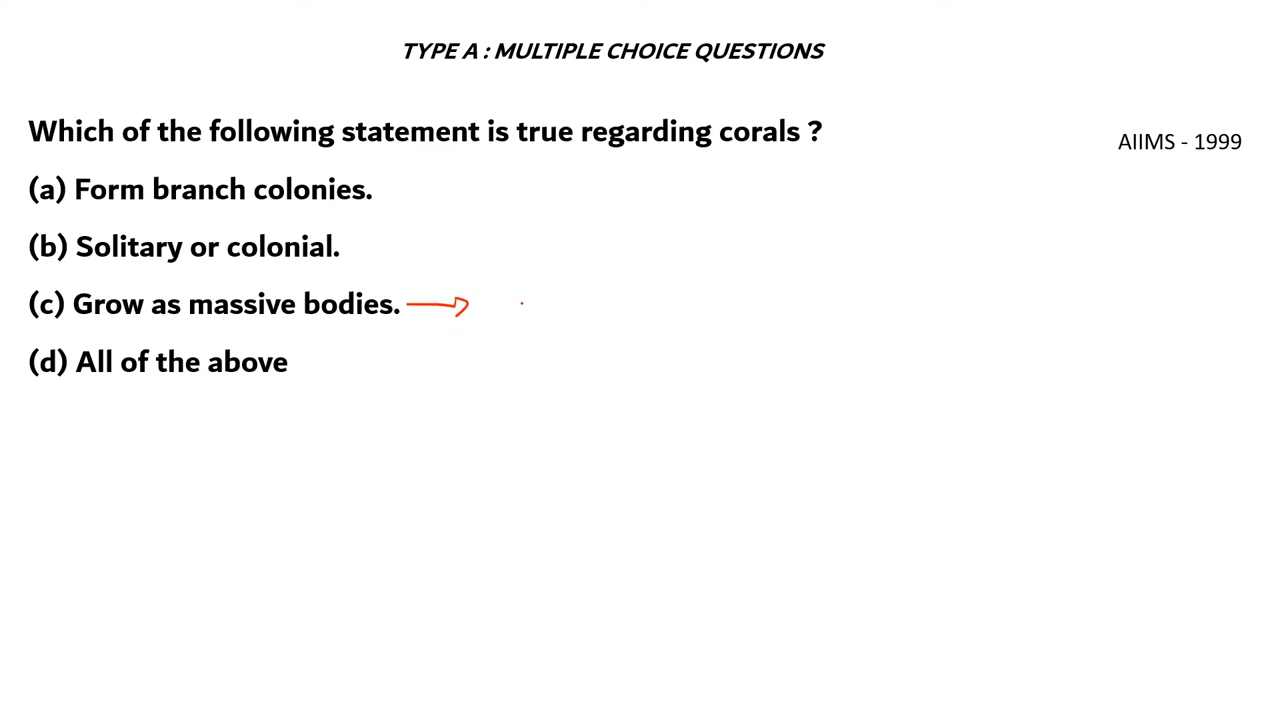 TYPE A : MULTIPLE CHOICE QUESTIONS
Which of the following statement is true regarding corals ?
AIIMS - 1999
(a) Form branch colonies.
(b) Solitary or colonial.
(c) Grow as massive bodies.
(d) All of the above